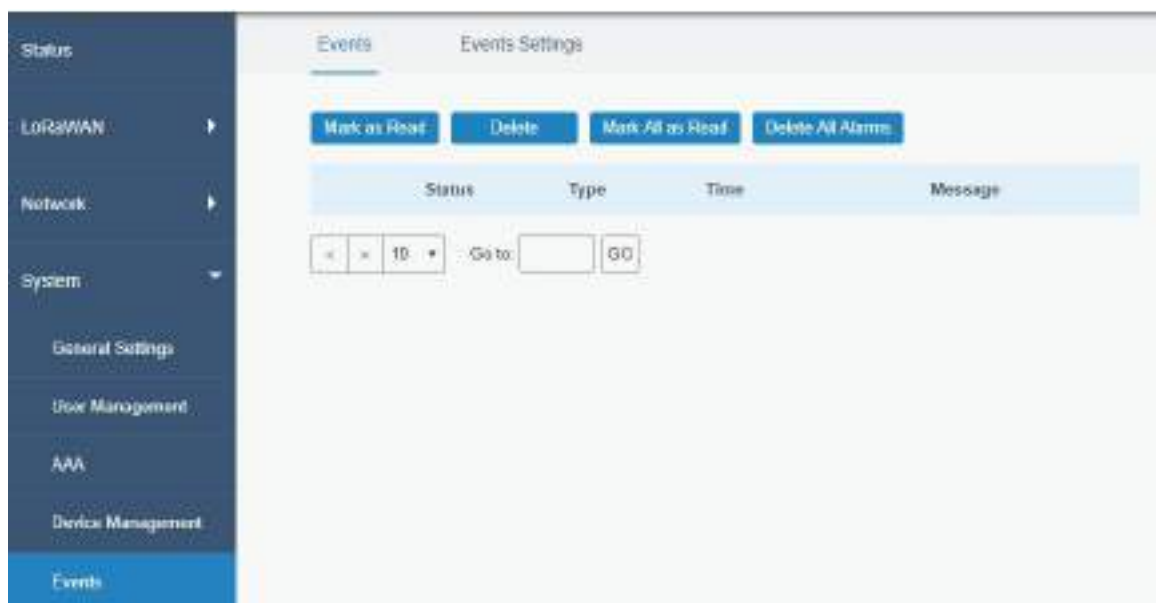 Status
LoRaWAN
Network
System
General Settings
User Management
AAA
Device Management
Events
Events Events Settings
Mark as Read Delete Mark All as Read Delete All Alarms
Status Type Time Message
< > 10 Go to: GO